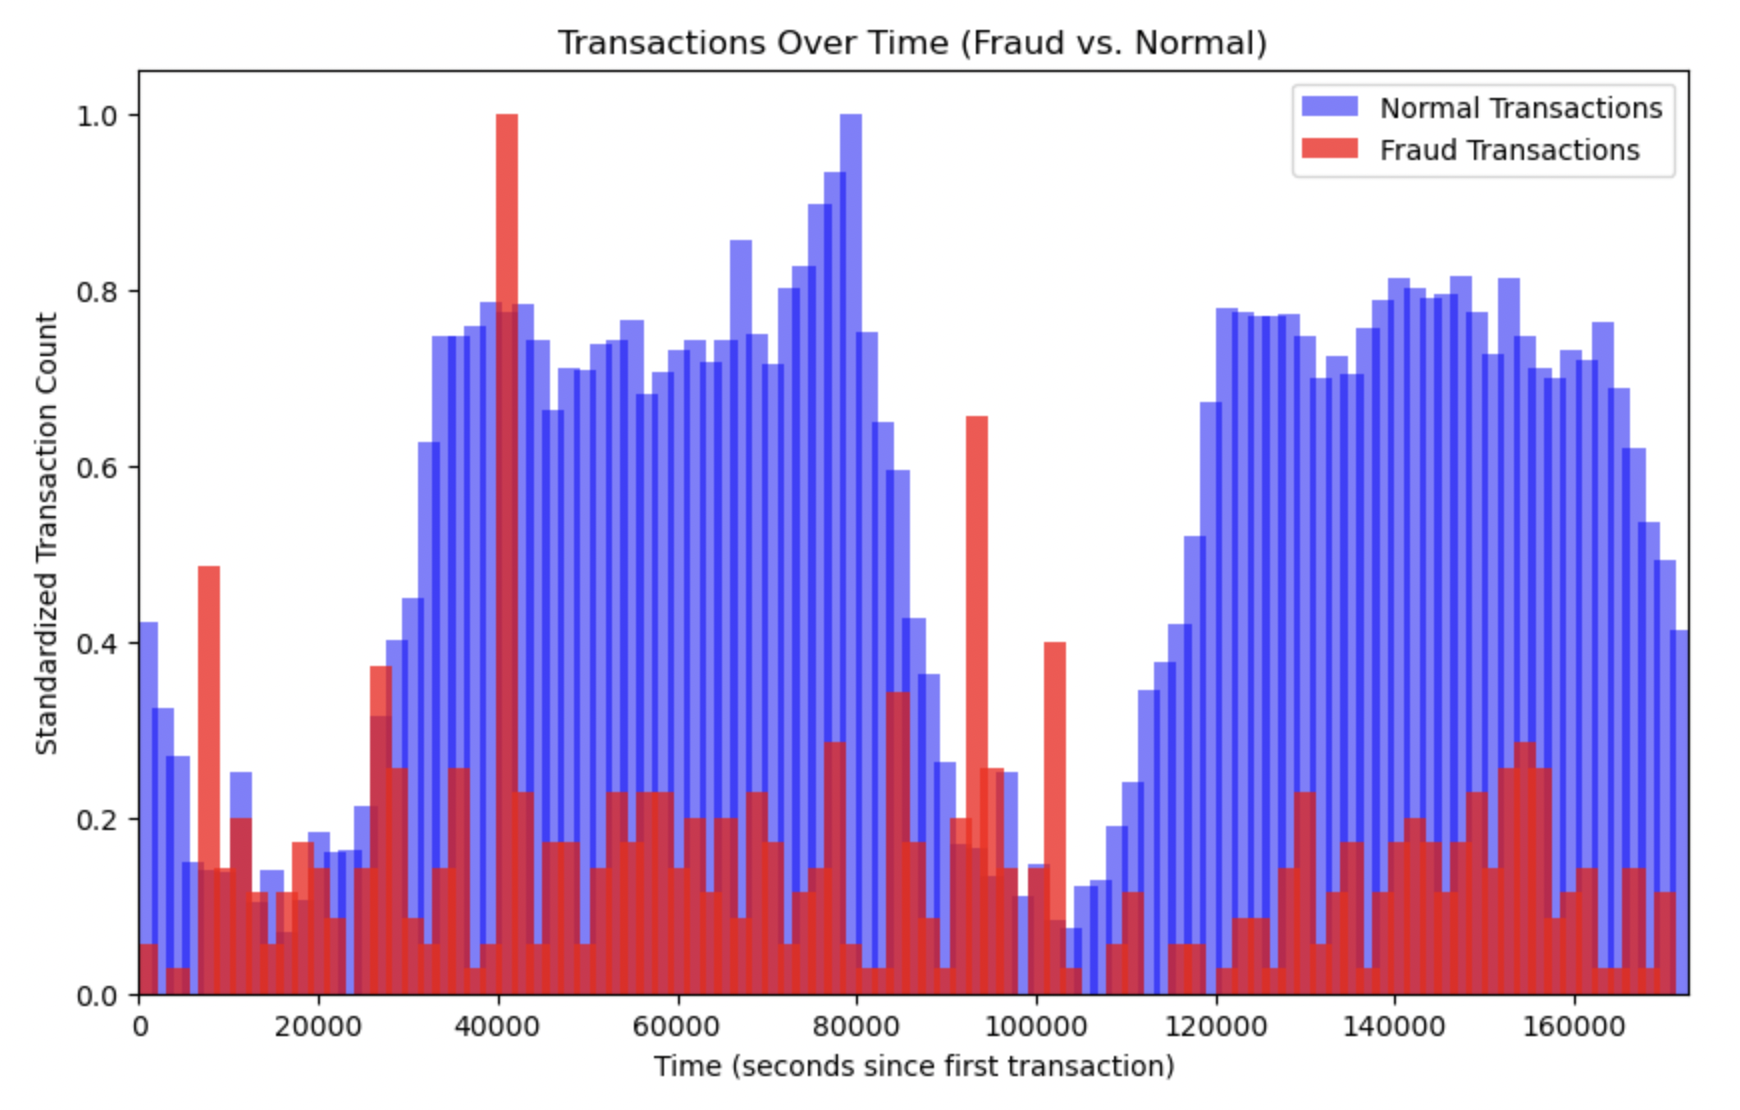 Transactions Over Time (Fraud vs. Normal)
Normal Transactions
Fraud Transactions
Standardized Transaction Count
1.0
0.8
0.6
0.4
0.2
0.0
0 20000 40000 60000 80000 100000 120000 140000 160000
Time (seconds since first transaction)